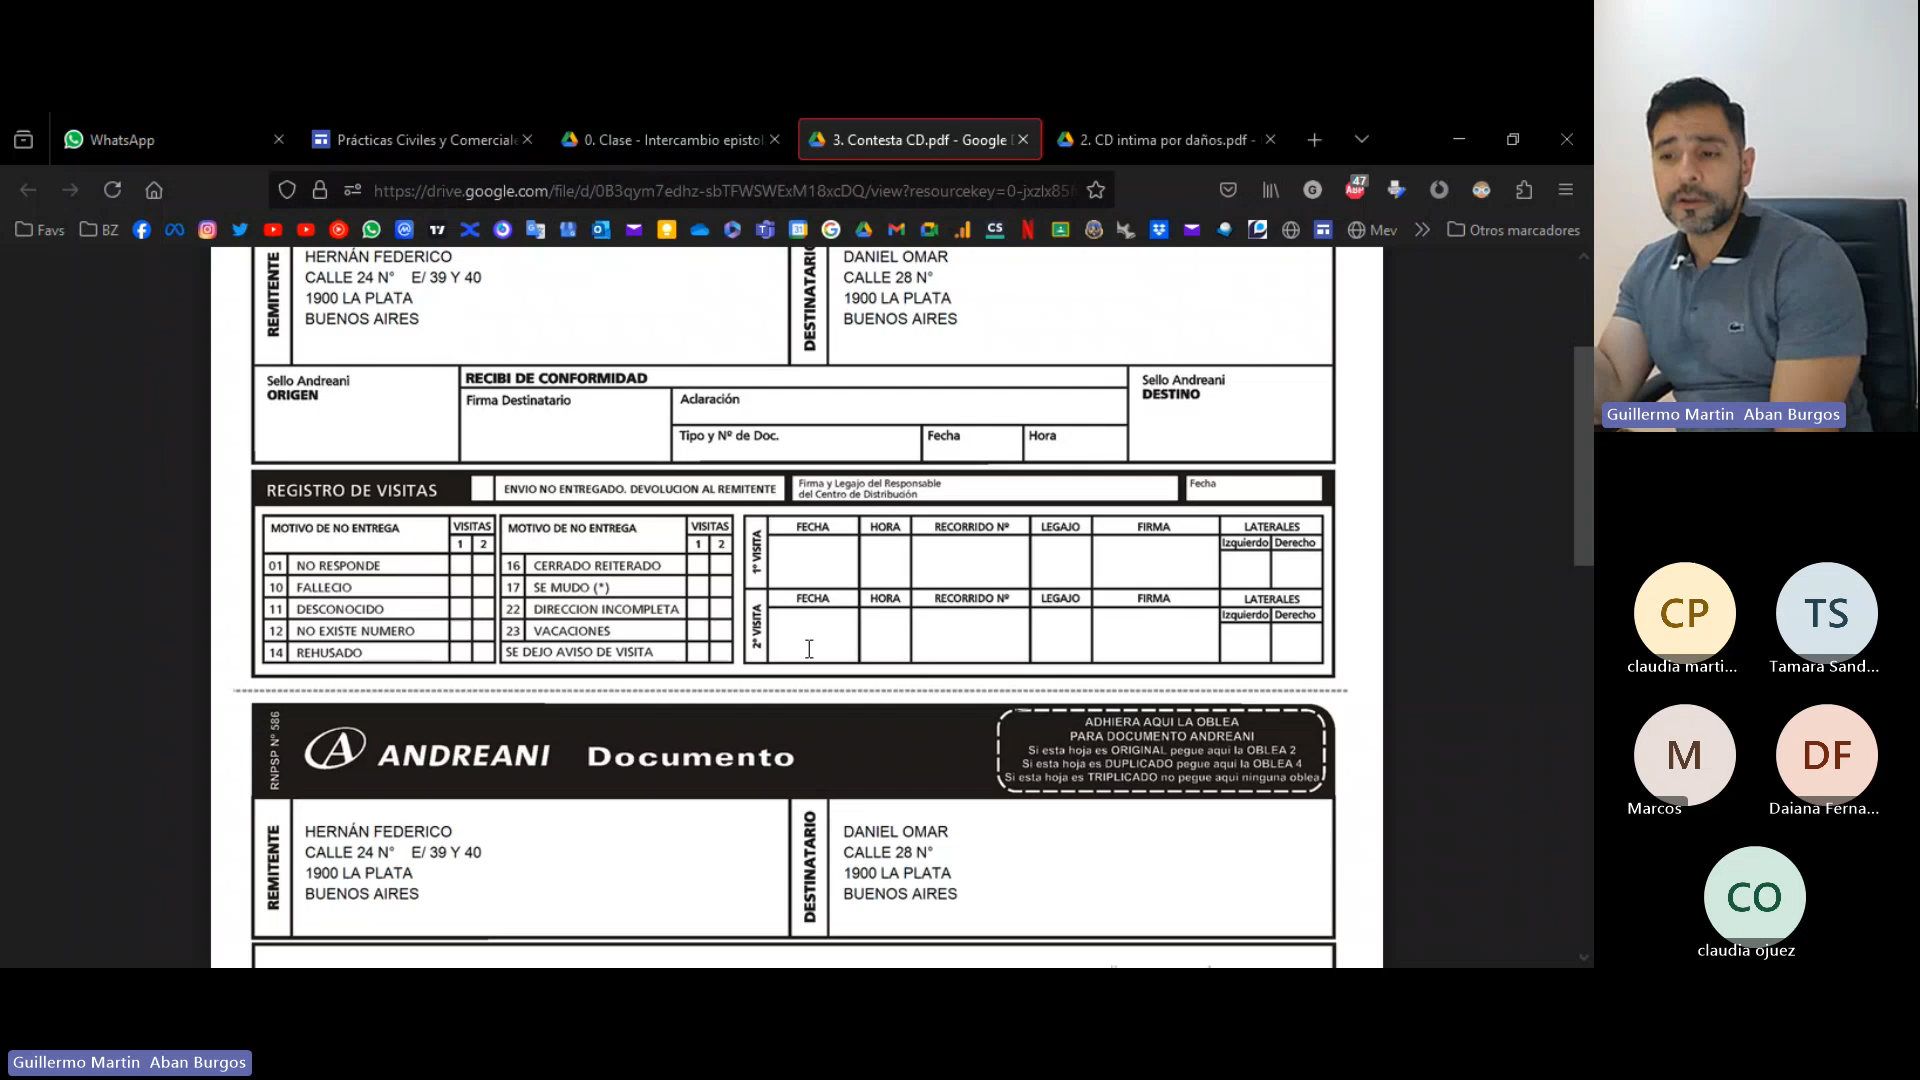 WhatsApp
Prácticas Civiles y Comerciale
0. Clase - Intercambio epistol
3. Contesta CD.pdf - Google
2. CD intima por daños.pdf -
https://drive.google.com/file/d/0B3qym7edhz-sbTFWSWExM18xcDQ/view?resourcekey=0-jxzlx85
47
Favs
BZ
CS
Mev
Otros marcadores
REMITENTE
HERNÁN FEDERICO
CALLE 24 N° E/ 39 Y 40
1900 LA PLATA
BUENOS AIRES
DESTINATARIO
DANIEL OMAR
CALLE 28 N°
1900 LA PLATA
BUENOS AIRES
Sello Andreani
ORIGEN
RECIBI DE CONFORMIDAD
Firma Destinatario
Aclaración
Tipo y Nº de Doc.
Fecha
Hora
Sello Andreani
DESTINO
REGISTRO DE VISITAS
ENVIO NO ENTREGADO. DEVOLUCION AL REMITENTE
Firma y Legajo del Responsable
del Centro de Distribución
Fecha
MOTIVO DE NO ENTREGA VISITAS
1 2
01 NO RESPONDE
10 FALLECIO
11 DESCONOCIDO
12 NO EXISTE NUMERO
14 REHUSADO
MOTIVO DE NO ENTREGA VISITAS
1 2
16 CERRADO REITERADO
17 SE MUDO (*)
22 DIRECCION INCOMPLETA
23 VACACIONES
SE DEJO AVISO DE VISITA
1º VISITA
FECHA HORA RECORRIDO Nº LEGAJO FIRMA LATERALES
Izquierdo Derecho
2º VISITA
FECHA HORA RECORRIDO Nº LEGAJO FIRMA LATERALES
Izquierdo Derecho
RNPSP Nº 586
ANDREANI Documento
ADHIERA AQUI LA OBLEA
PARA DOCUMENTO ANDREANI
Si esta hoja es ORIGINAL pegue aquí la OBLEA 2
Si esta hoja es DUPLICADO pegue aquí la OBLEA 4
Si esta hoja es TRIPLICADO no pegue aqui ninguna oblea
REMITENTE
HERNÁN FEDERICO
CALLE 24 N° E/ 39 Y 40
1900 LA PLATA
BUENOS AIRES
DESTINATARIO
DANIEL OMAR
CALLE 28 N°
1900 LA PLATA
BUENOS AIRES
Guillermo Martin Aban Burgos
CP
claudia marti...
TS
Tamara Sand...
M
Marcos
DF
Daiana Ferna...
CO
claudia ojuez
Guillermo Martin Aban Burgos